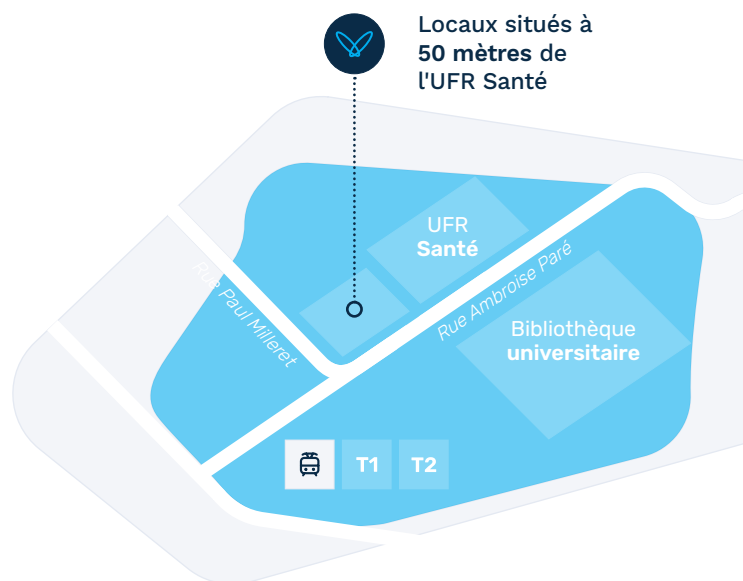 Locaux situés à
50 mètres de
l'UFR Santé
UFR
Santé
Rue Paul Milleret
Rue Ambroise Paré
Bibliothèque
universitaire
T1
T2